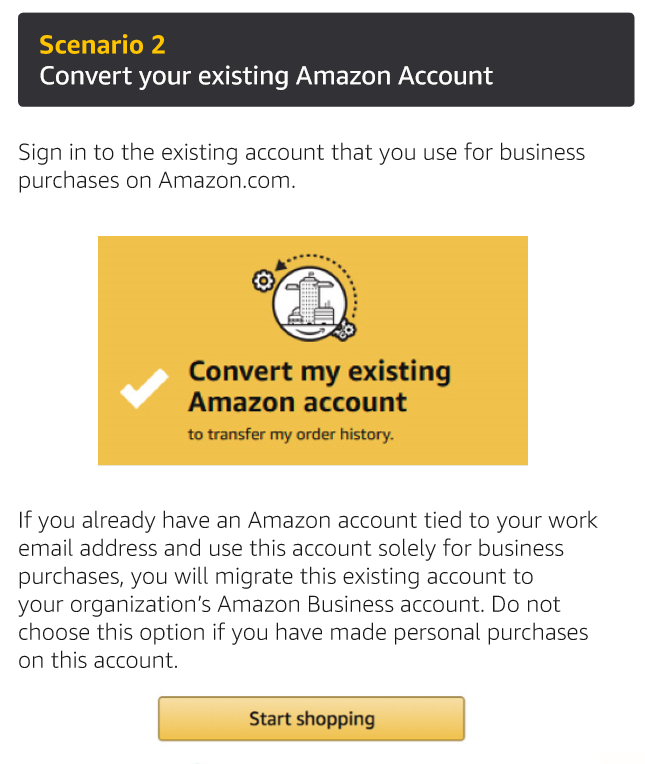 Scenario 2
Convert your existing Amazon Account
Sign in to the existing account that you use for business
purchases on Amazon.com.
Convert my existing
Amazon account
to transfer my order history.
If you already have an Amazon account tied to your work
email address and use this account solely for business
purchases, you will migrate this existing account to
your organization’s Amazon Business account. Do not
choose this option if you have made personal purchases
on this account.
Start shopping